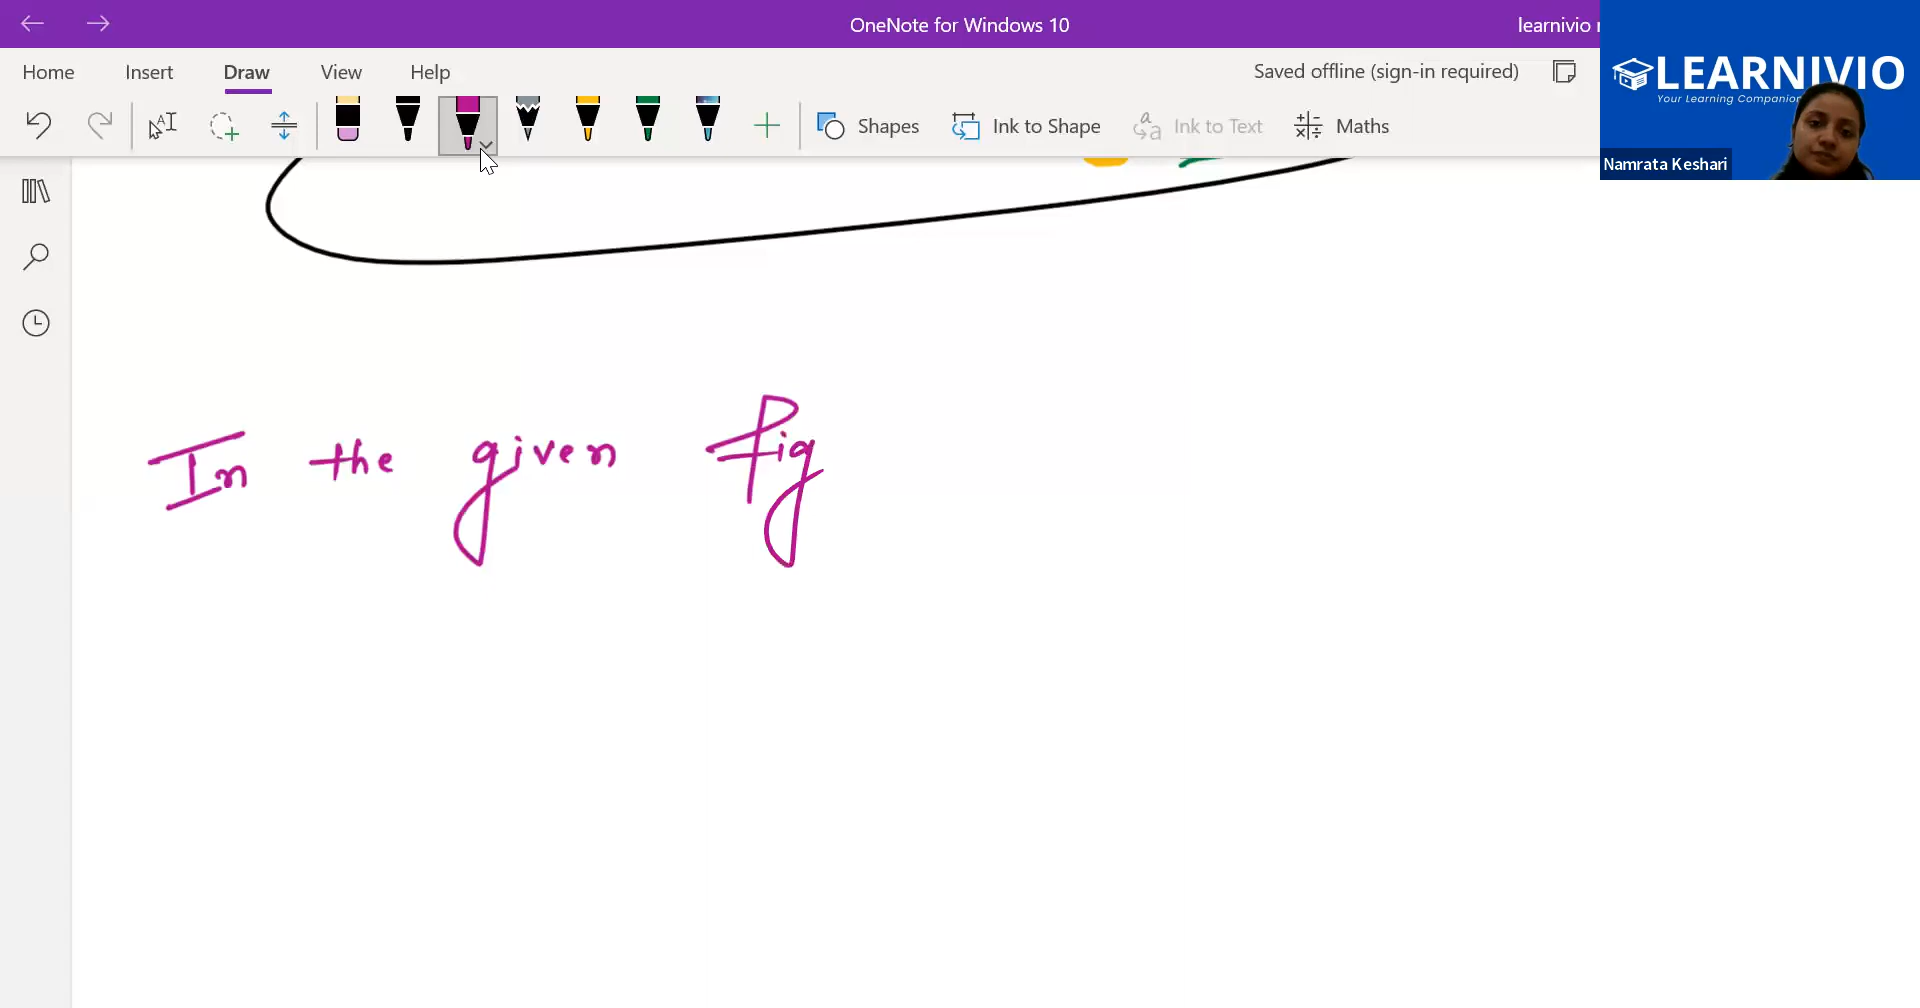 OneNote for Windows 10
learnivio
Home Insert Draw View Help
Saved offline (sign-in required)
Shapes Ink to Shape Ink to Text Maths
LEARNIVIO
Your Learning Companion
Namrata Keshari
In the given fig